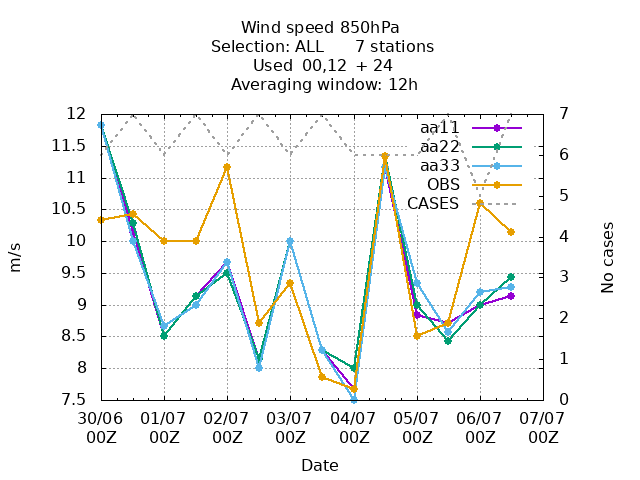 Wind speed 850hPa
Selection: ALL 7 stations
Used 00,12 + 24
Averaging window: 12h
12
11.5
11
10.5
10
9.5
9
8.5
8
7.5
7
6
5
4
3
2
1
0
aa11
aa22
aa33
OBS
CASES
m/s
No cases
30/06 01/07 02/07 03/07 04/07 05/07 06/07 07/07
00Z 00Z 00Z 00Z 00Z 00Z 00Z 00Z
Date